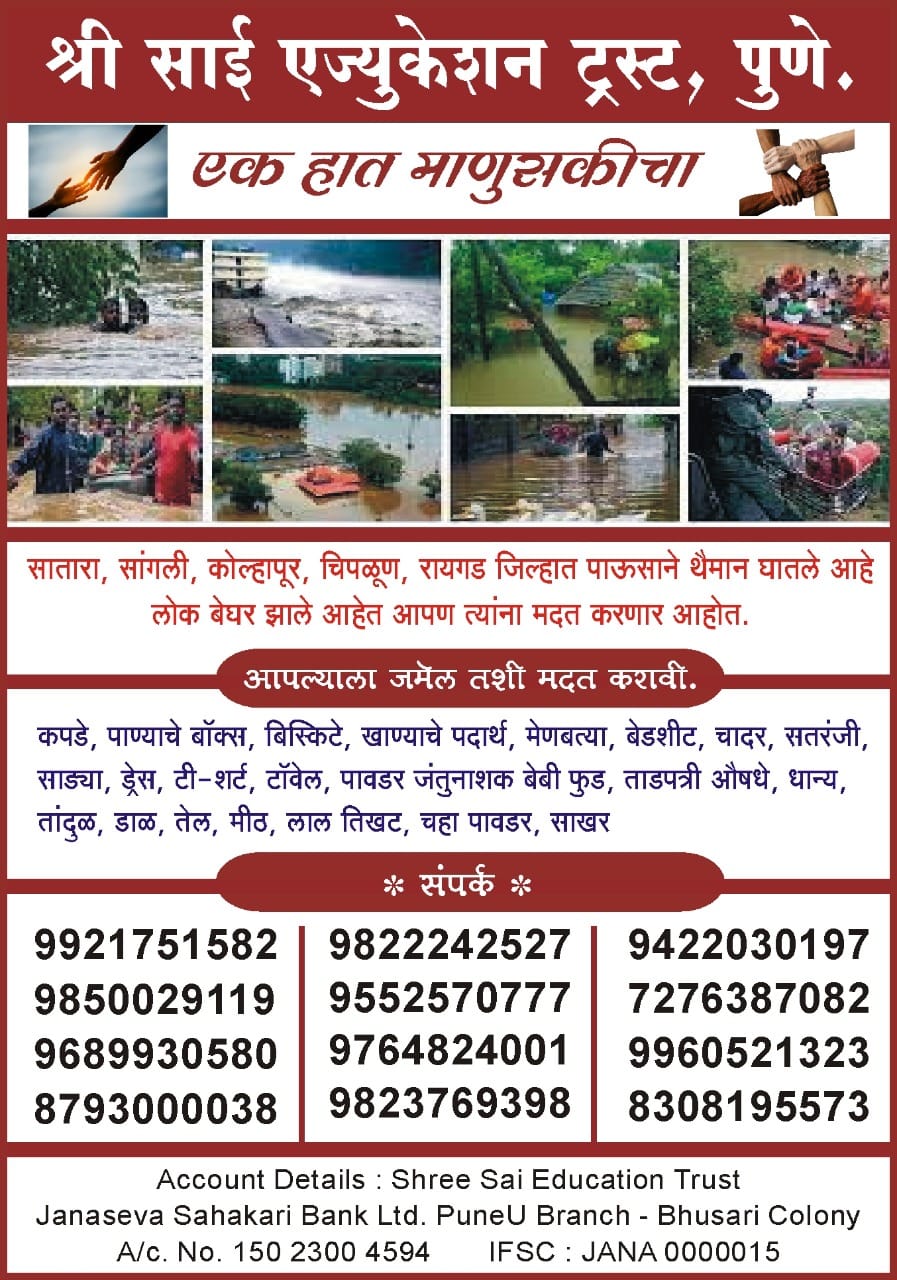 श्री साई एज्युकेशन ट्रस्ट, पुणे.
एक हात माणुसकीचा
सातारा, सांगली, कोल्हापूर, चिपळूण, रायगड जिल्हात पाऊसाने थैमान घातले आहे
लोक बेघर झाले आहेत आपण त्यांना मदत करणार आहोत.
आपल्याला जमेल तशी मदत करावी.
कपडे, पाण्याचे बॉक्स, बिस्किटे, खाण्याचे पदार्थ, मेणबत्या, बेडशीट, चादर, सतरंजी,
साड्या, ड्रेस, टी-शर्ट, टॉवेल, पावडर जंतुनाशक बेबी फुड, ताडपत्री औषधे, धान्य,
तांदुळ, डाळ, तेल, मीठ, लाल तिखट, चहा पावडर, साखर
* संपर्क *
9921751582
9850029119
9689930580
8793000038
9822242527
9552570777
9764824001
9823769398
9422030197
7276387082
9960521323
8308195573
Account Details : Shree Sai Education Trust
Janaseva Sahakari Bank Ltd. PuneU Branch - Bhusari Colony
A/c. No. 150 2300 4594 IFSC : JANA 0000015